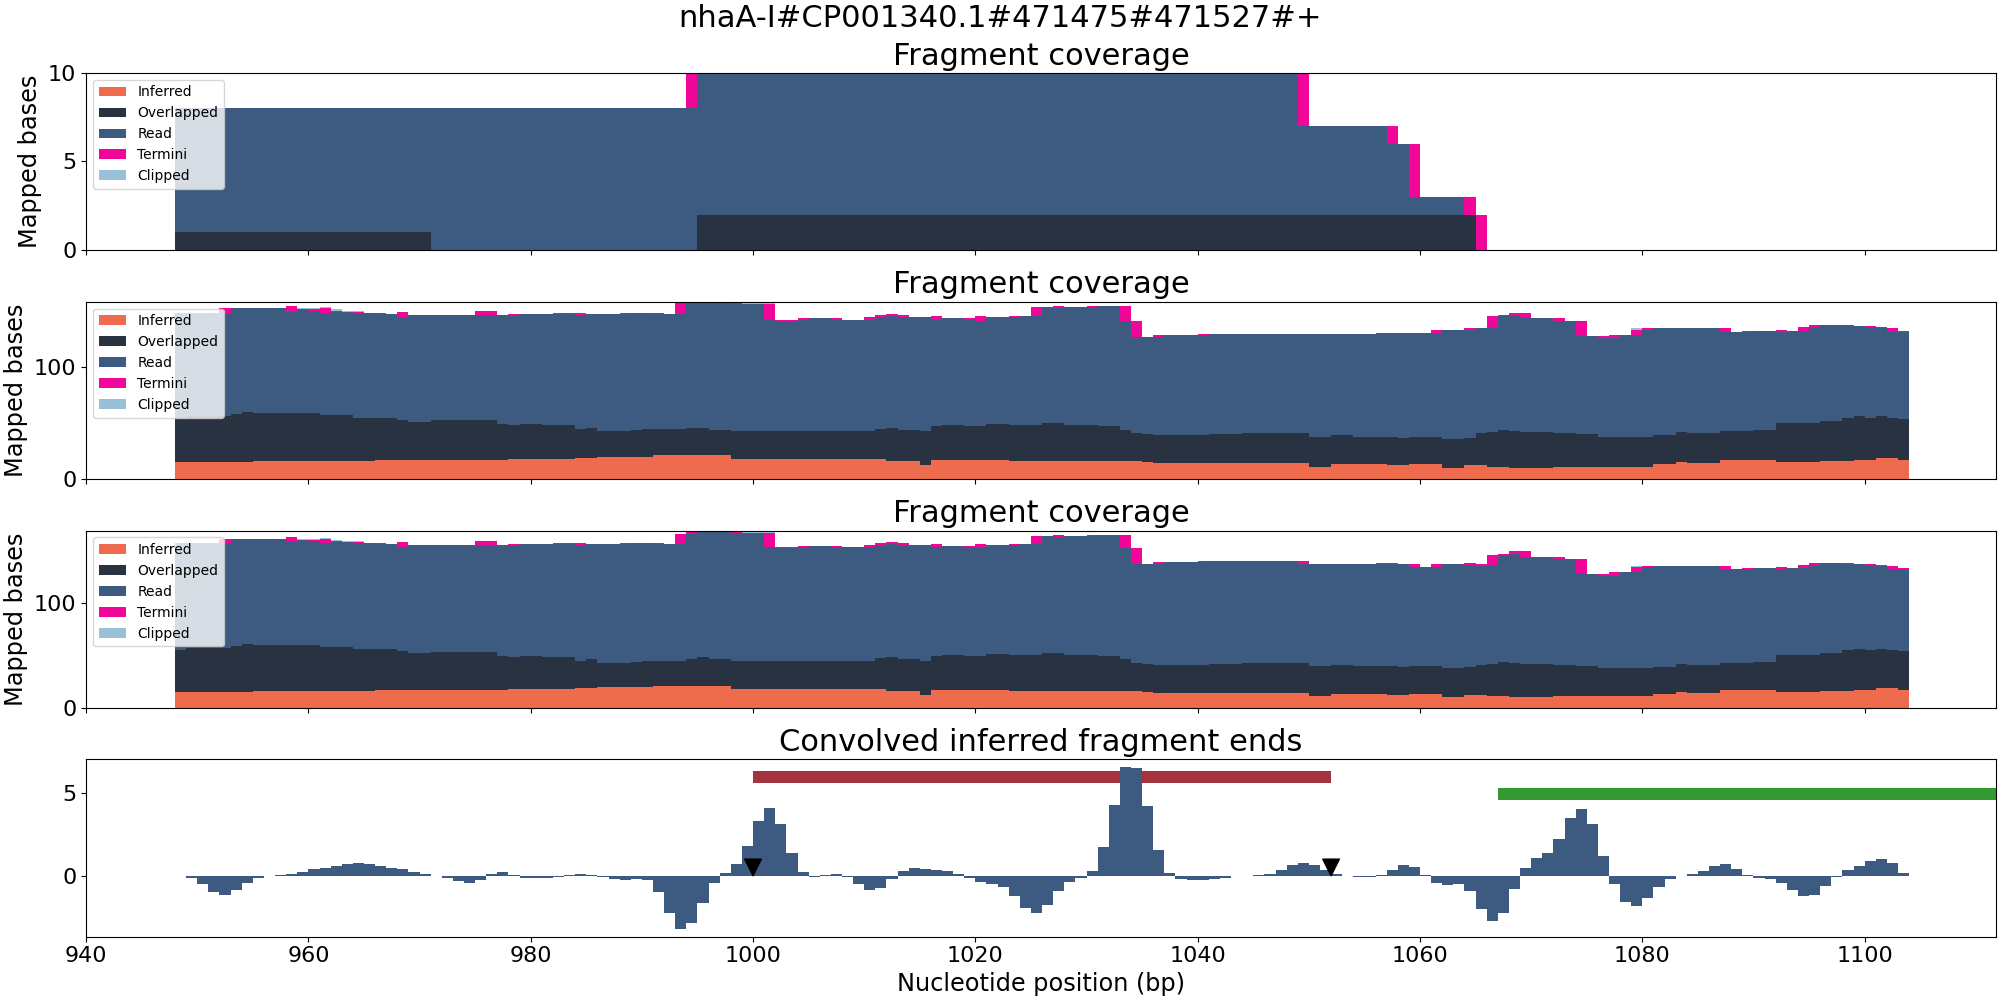 nhaA-I#CP001340.1#471475#471527#+
Fragment coverage
Mapped bases
10
5
0
Inferred
Overlapped
Read
Termini
Clipped
Fragment coverage
Mapped bases
100
0
Inferred
Overlapped
Read
Termini
Clipped
Fragment coverage
Mapped bases
100
0
Inferred
Overlapped
Read
Termini
Clipped
Convolved inferred fragment ends
5
0
940 960 980 1000 1020 1040 1060 1080 1100
Nucleotide position (bp)